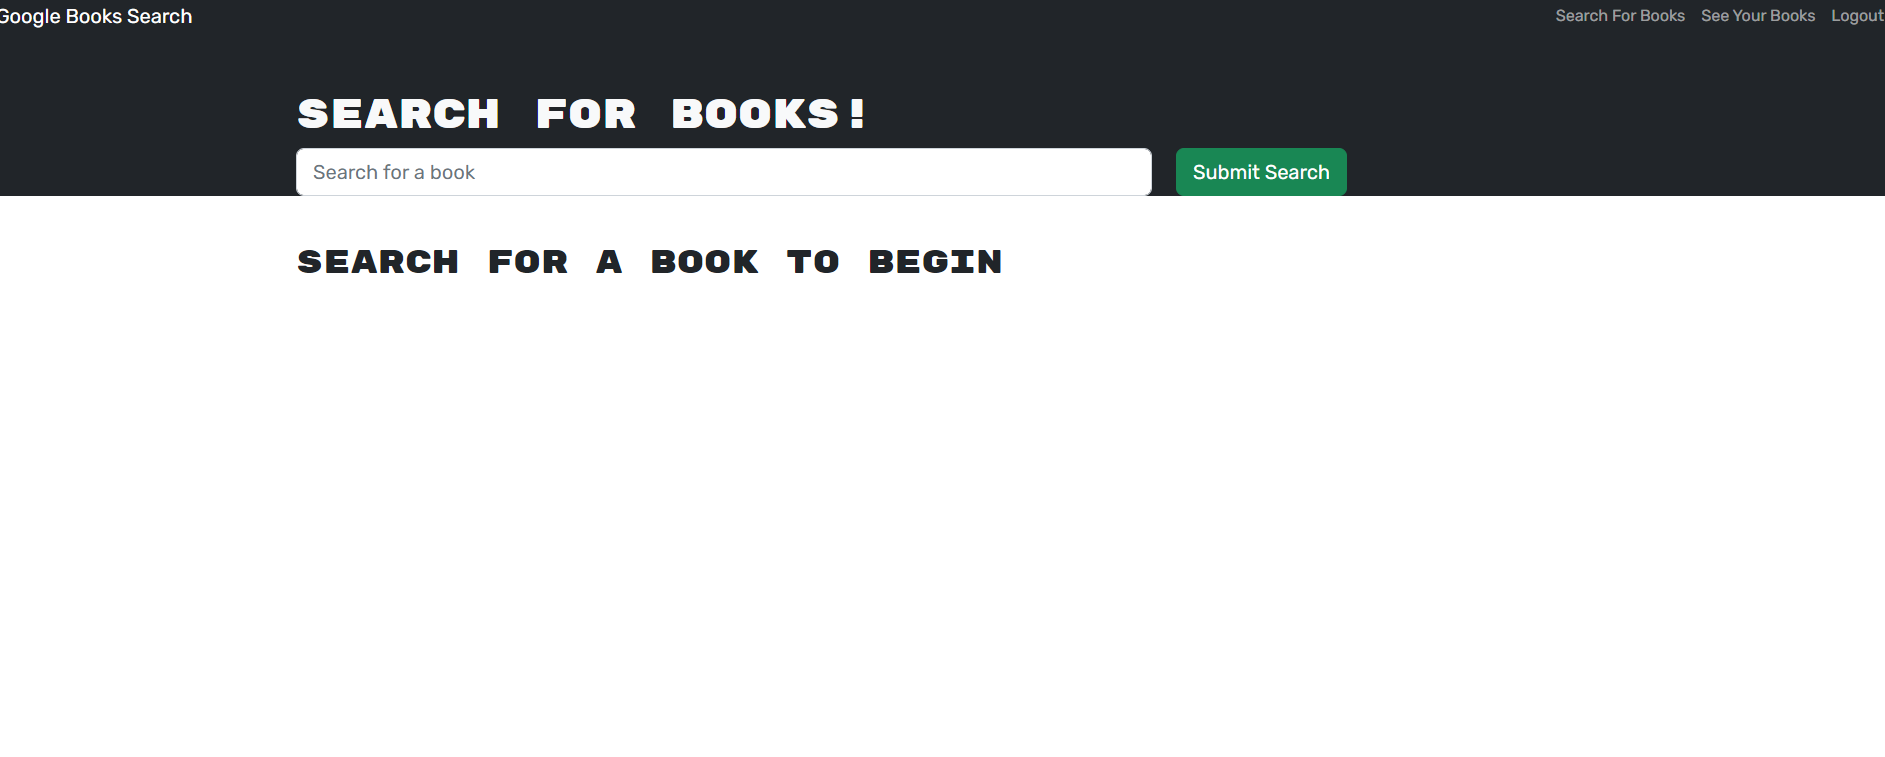 Google Books Search
Search For Books
See Your Books
Logout
SEARCH FOR BOOKS!
Search for a book
Submit Search
SEARCH FOR A BOOK TO BEGIN